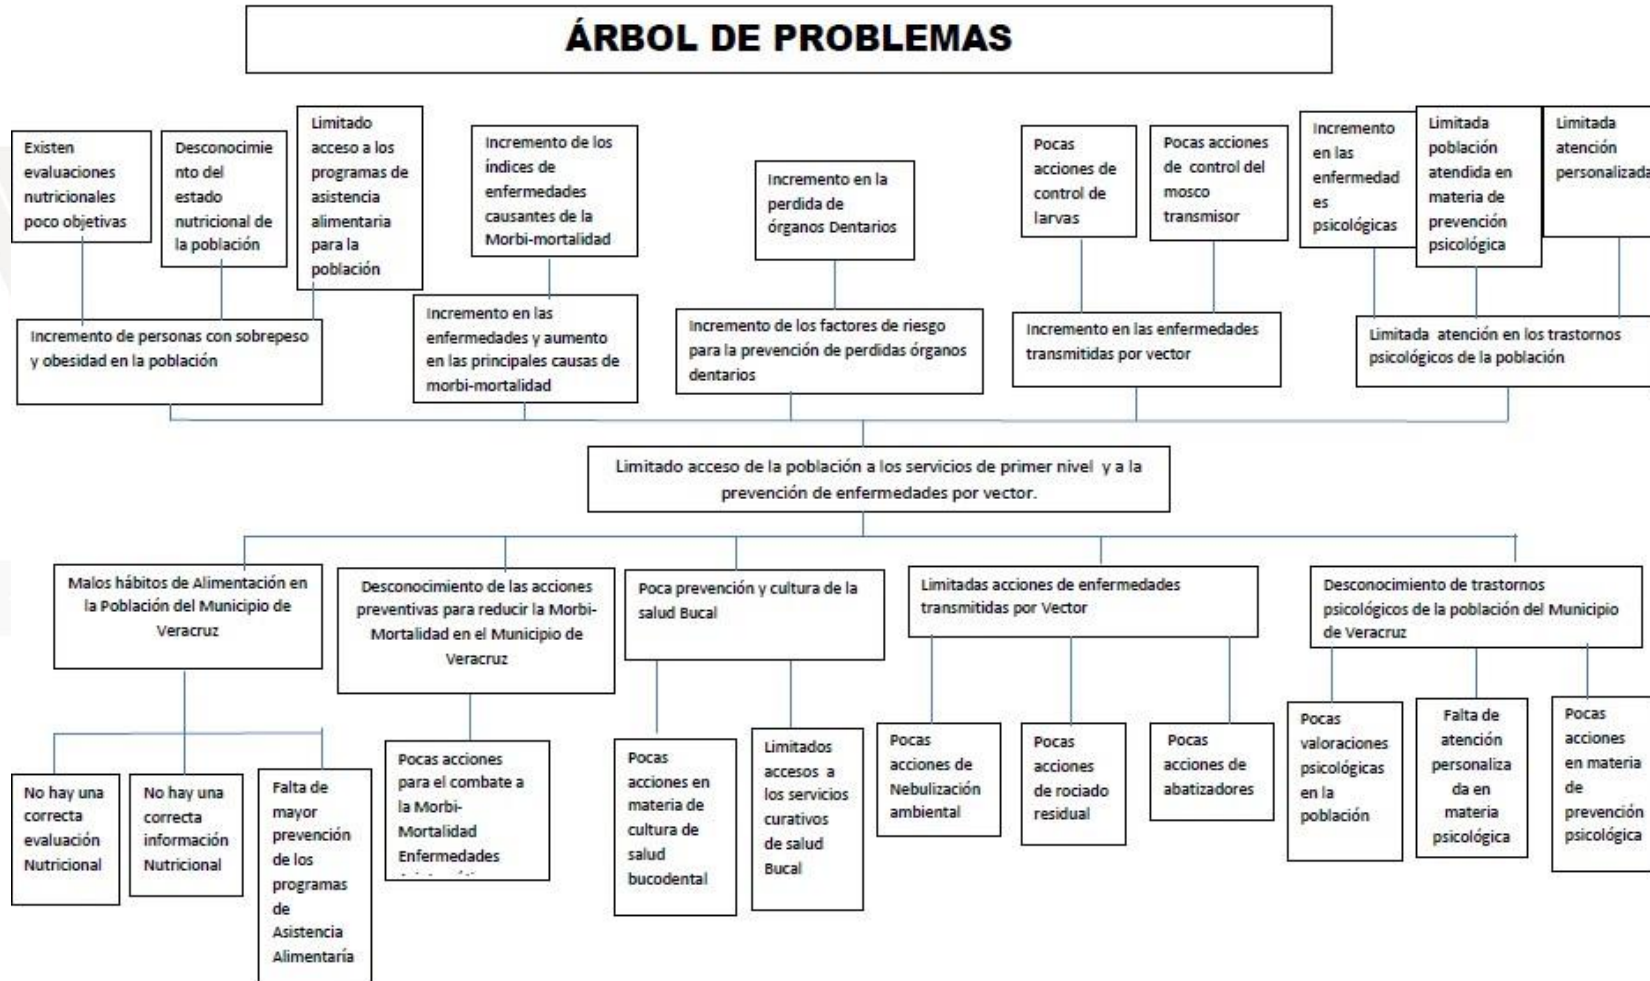 ÁRBOL DE PROBLEMAS
Existen
evaluaciones
nutricionales
poco objetivas
Desconocimie
nto del
estado
nutricional de
la población
Limitado
acceso a los
programas de
asistencia
alimentaria
para la
población
Incremento de los
índices de
enfermedades
causantes de la
Morbi-mortalidad
Incremento en la
perdida de
órganos Dentarios
Pocas
acciones de
control de
larvas
Pocas acciones
de control del
mosco
transmisor
Incremento
en las
enfermedad
es
psicológicas
Limitada
población
atendida en
materia de
prevención
psicológica
Limitada
atención
personalizada
Incremento de personas con sobrepeso
y obesidad en la población
Incremento en las
enfermedades y aumento
en las principales causas de
morbi-mortalidad
Incremento de los factores de riesgo
para la prevención de perdidas órganos
dentarios
Incremento en las enfermedades
transmitidas por vector
Limitada atención en los trastornos
psicológicos de la población
Limitado acceso de la población a los servicios de primer nivel y a la
prevención de enfermedades por vector.
Malos hábitos de Alimentación en
la Población del Municipio de
Veracruz
Desconocimiento de las acciones
preventivas para reducir la Morbi-
Mortalidad en el Municipio de
Veracruz
Poca prevención y cultura de la
salud Bucal
Limitadas acciones de enfermedades
transmitidas por Vector
Desconocimiento de trastornos
psicológicos de la población del Municipio
de Veracruz
No hay una
correcta
evaluación
Nutricional
No hay una
correcta
información
Nutricional
Falta de
mayor
prevención
de los
programas
de
Asistencia
Alimentaría
Pocas acciones
para el combate a
la Morbi-
Mortalidad
Enfermedades
Pocas
acciones en
materia de
cultura de
salud
bucodental
Limitados
accesos a
los servicios
curativos
de salud
Bucal
Pocas
acciones de
Nebulización
ambiental
Pocas
acciones
de rociado
residual
Pocas
acciones de
abatizadores
Pocas
valoraciones
psicológicas
en la
población
Falta de
atención
personaliza
da en
materia
psicológica
Pocas
acciones
en materia
de
prevención
psicológica